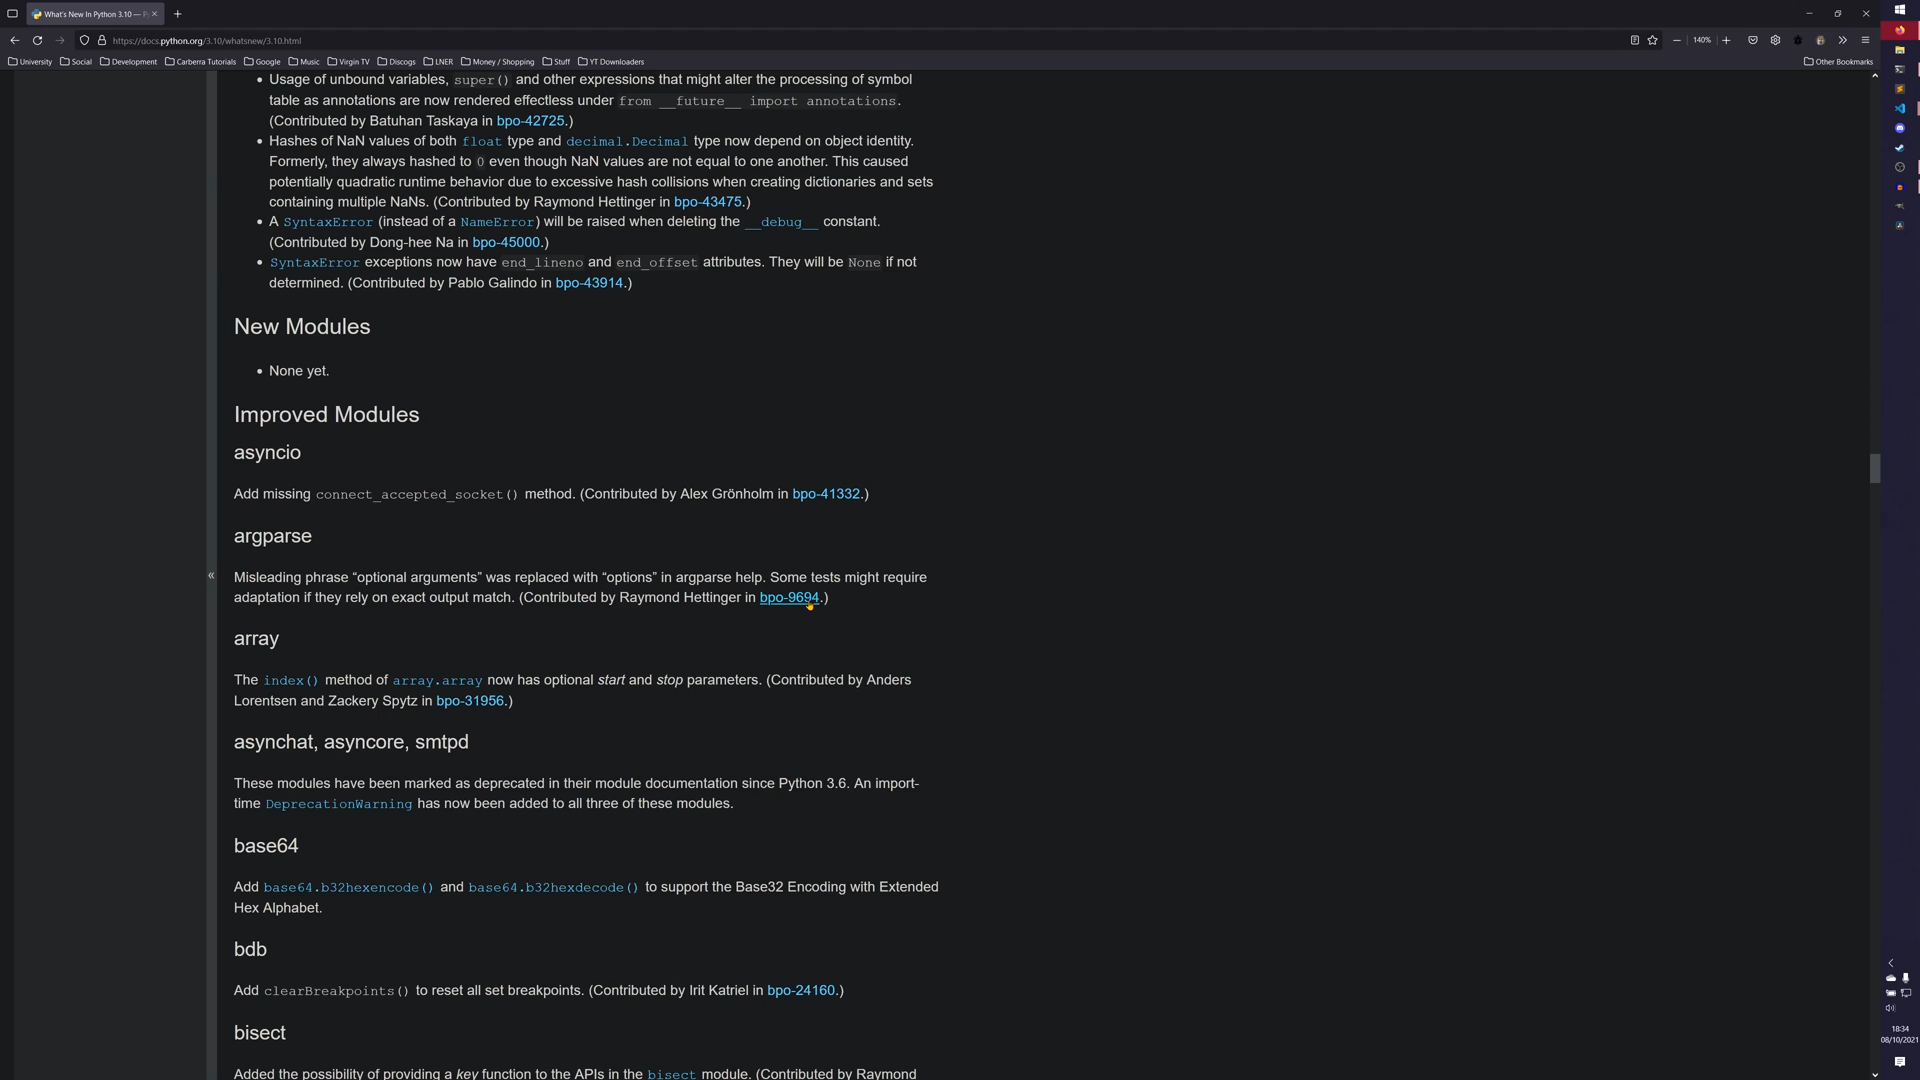 What's New In Python 3.10 — P
https://docs.python.org/3.10/whatsnew/3.10.html
140%
University Social Development Carberra Tutorials Google Music Virgin TV Discogs LNER Money / Shopping Stuff YT Downloaders Other Bookmarks
• Usage of unbound variables, super() and other expressions that might alter the processing of symbol
table as annotations are now rendered effectless under from __future__ import annotations.
(Contributed by Batuhan Taskaya in bpo-42725.)
• Hashes of NaN values of both float type and decimal.Decimal type now depend on object identity.
Formerly, they always hashed to 0 even though NaN values are not equal to one another. This caused
potentially quadratic runtime behavior due to excessive hash collisions when creating dictionaries and sets
containing multiple NaNs. (Contributed by Raymond Hettinger in bpo-43475.)
• A SyntaxError (instead of a NameError) will be raised when deleting the __debug__ constant.
(Contributed by Dong-hee Na in bpo-45000.)
• SyntaxError exceptions now have end_lineno and end_offset attributes. They will be None if not
determined. (Contributed by Pablo Galindo in bpo-43914.)
New Modules
• None yet.
Improved Modules
asyncio
Add missing connect_accepted_socket() method. (Contributed by Alex Grönholm in bpo-41332.)
argparse
«
Misleading phrase “optional arguments” was replaced with “options” in argparse help. Some tests might require
adaptation if they rely on exact output match. (Contributed by Raymond Hettinger in bpo-9694.)
array
The index() method of array.array now has optional start and stop parameters. (Contributed by Anders
Lorentsen and Zackery Spytz in bpo-31956.)
asynchat, asyncore, smtpd
These modules have been marked as deprecated in their module documentation since Python 3.6. An import-
time DeprecationWarning has now been added to all three of these modules.
base64
Add base64.b32hexencode() and base64.b32hexdecode() to support the Base32 Encoding with Extended
Hex Alphabet.
bdb
Add clearBreakpoints() to reset all set breakpoints. (Contributed by Irit Katriel in bpo-24160.)
bisect
Added the possibility of providing a key function to the APIs in the bisect module. (Contributed by Raymond
18:34
08/10/2021